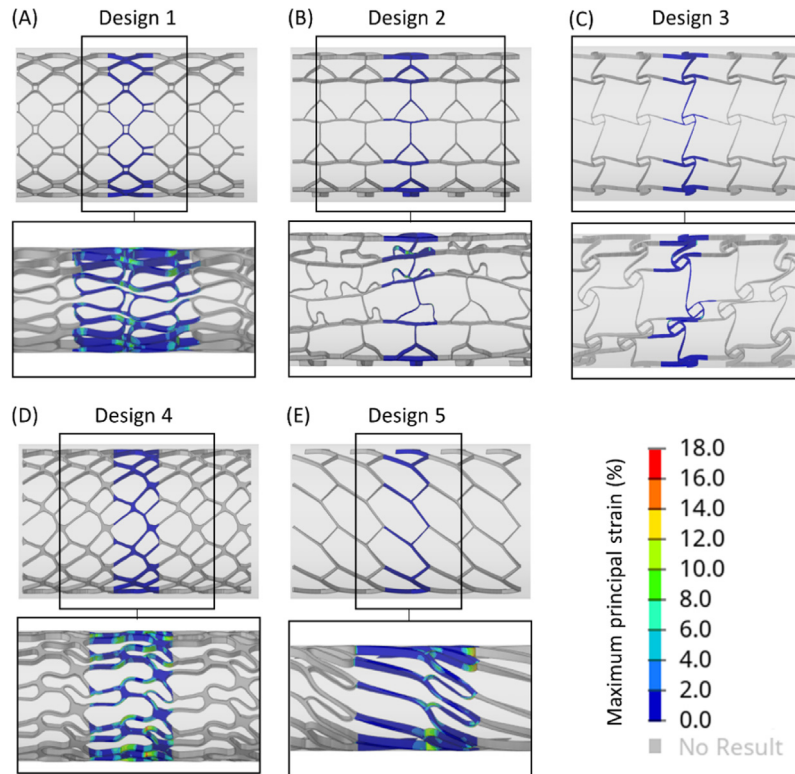 (A) Design 1
(B) Design 2
(C) Design 3
(D) Design 4
(E) Design 5
Maximum principal strain (%)
18.0
16.0
14.0
12.0
10.0
8.0
6.0
4.0
2.0
0.0
No Result